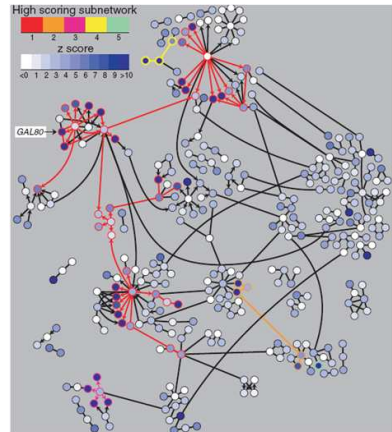 High scoring subnetwork
1 2 3 4 5
z score
<0 1 2 3 4 5 6 7 8 9 >10
GAL80